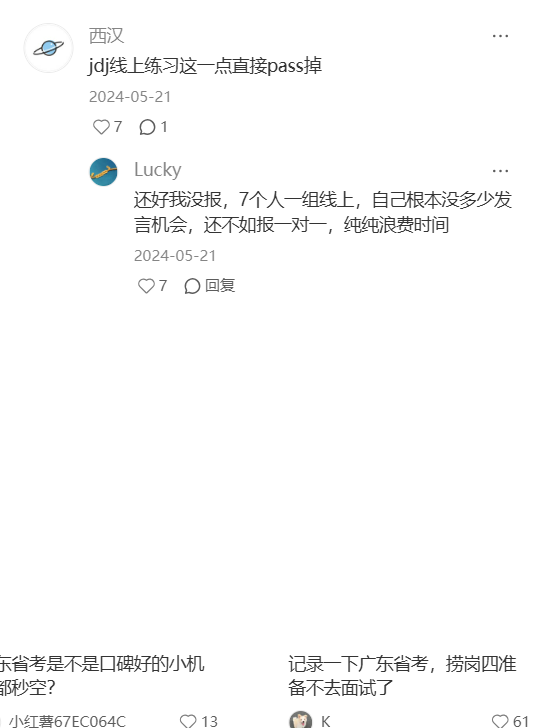 西汉
jdj线上练习这一点直接pass掉
2024-05-21
7 1
Lucky
还好我没报，7个人一组线上，自己根本没多少发
言机会，还不如报一对一，纯纯浪费时间
2024-05-21
7 回复
东省考是不是口碑好的小机
都秒空？
小红薯67EC064C 13
记录一下广东省考，捞岗四准
备不去面试了
K 61